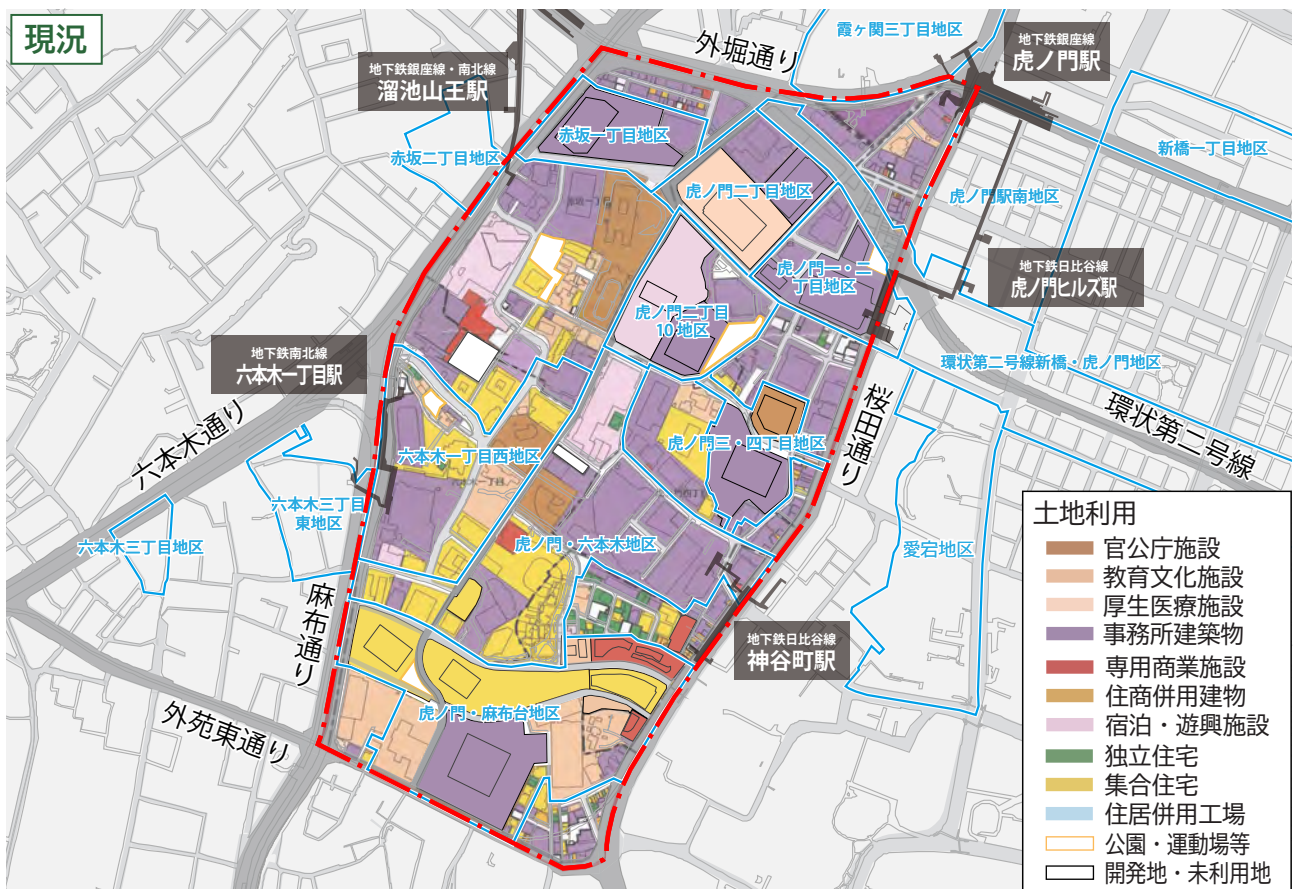 現況
外堀通り
霞ヶ関三丁目地区
地下鉄銀座線
虎ノ門駅
地下鉄銀座線・南北線
溜池山王駅
赤坂一丁目地区
赤坂二丁目地区
新橋一丁目地区
虎ノ門二丁目地区
虎ノ門駅南地区
虎ノ門一・二
丁目地区
地下鉄日比谷線
虎ノ門ヒルズ駅
虎ノ門二丁目
10地区
地下鉄南北線
六本木一丁目駅
環状第二号線新橋・虎ノ門地区
環状第二号線
桜田通り
六本木通り
虎ノ門三・四丁目地区
六本木一丁目西地区
六本木一丁目
六本木三丁目
東地区
六本木三丁目地区
虎ノ門・六本木地区
愛宕地区
麻布通り
地下鉄日比谷線
神谷町駅
虎ノ門・麻布台地区
外苑東通り
土地利用
官公庁施設
教育文化施設
厚生医療施設
事務所建築物
専用商業施設
住商併用建物
宿泊・遊興施設
独立住宅
集合住宅
住居併用工場
公園・運動場等
開発地・未利用地